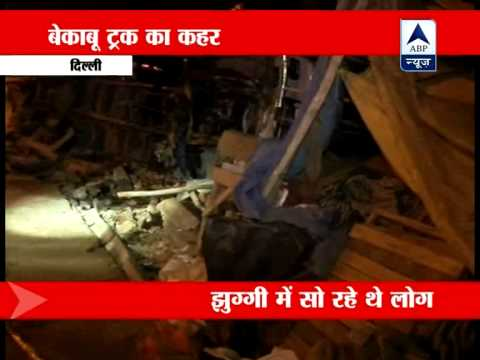 बेकाबू ट्रक का कहर
दिल्ली
ABP
न्यूज़
झुग्गी में सो रहे थे लोग